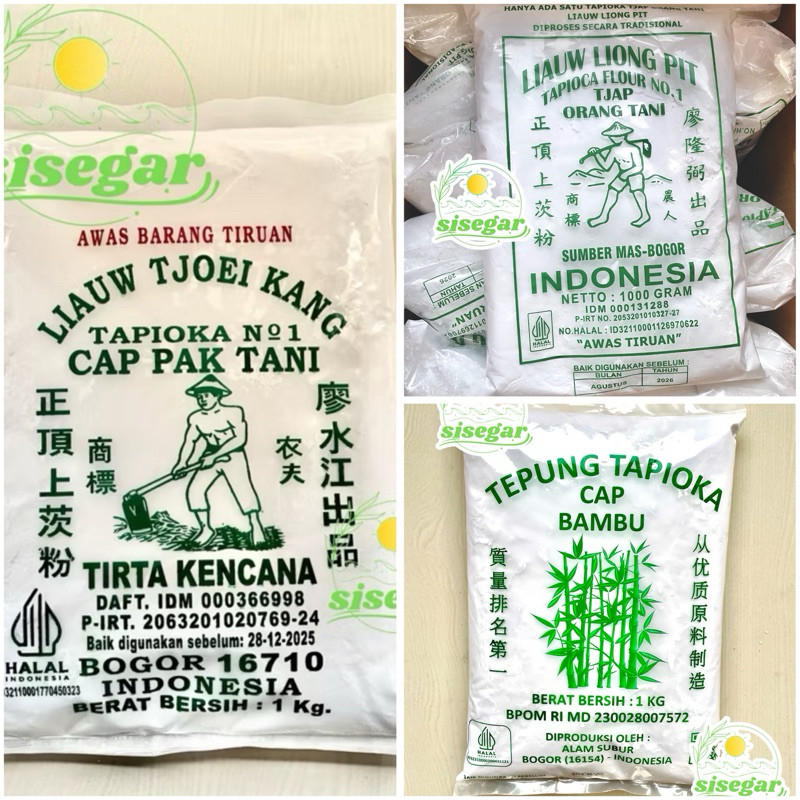 sisegar
AWAS BARANG TIRUAN
LIAUW TJOEI KANG
TAPIOKA No1
CAP PAK TANI
正頂上茨粉
商標
农夫
廖水江出品
TIRTA KENCANA
DAFT. IDM 000366998
P-IRT. 2063201020769-24
Baik digunakan sebelum: 28-12-2025
HALAL
INDONESIA
BOGOR 16710
INDONESIA
BERAT BERSIH : 1 Kg.
LIAUW LIONG PIT
DIPROSES SECARA TRADISIONAL
LIAUW LIONG PIT
TAPIOCA FLOUR NO.1
TJAP
ORANG TANI
正頂上茨粉
商標
農人
廖隆弼出品
sisegar
SUMBER MAS-BOGOR
INDONESIA
NETTO : 1000 GRAM
IDM 000131288
P-IRT NO. 2053201010327-27
NO.HALAL : ID32110001126970622
"AWAS TIRUAN"
BAIK DIGUNAKAN SEBELUM :
BULAN TAHUN
AGUSTUS 2026
sisegar
TEPUNG TAPIOKA
CAP
BAMBU
質量排名第一
从优质原料制造
BERAT BERSIH : 1 KG
BPOM RI MD 230028007572
DIPRODUKSI OLEH :
ALAM SUBUR
BOGOR (16154) - INDONESIA
HALAL
sisegar